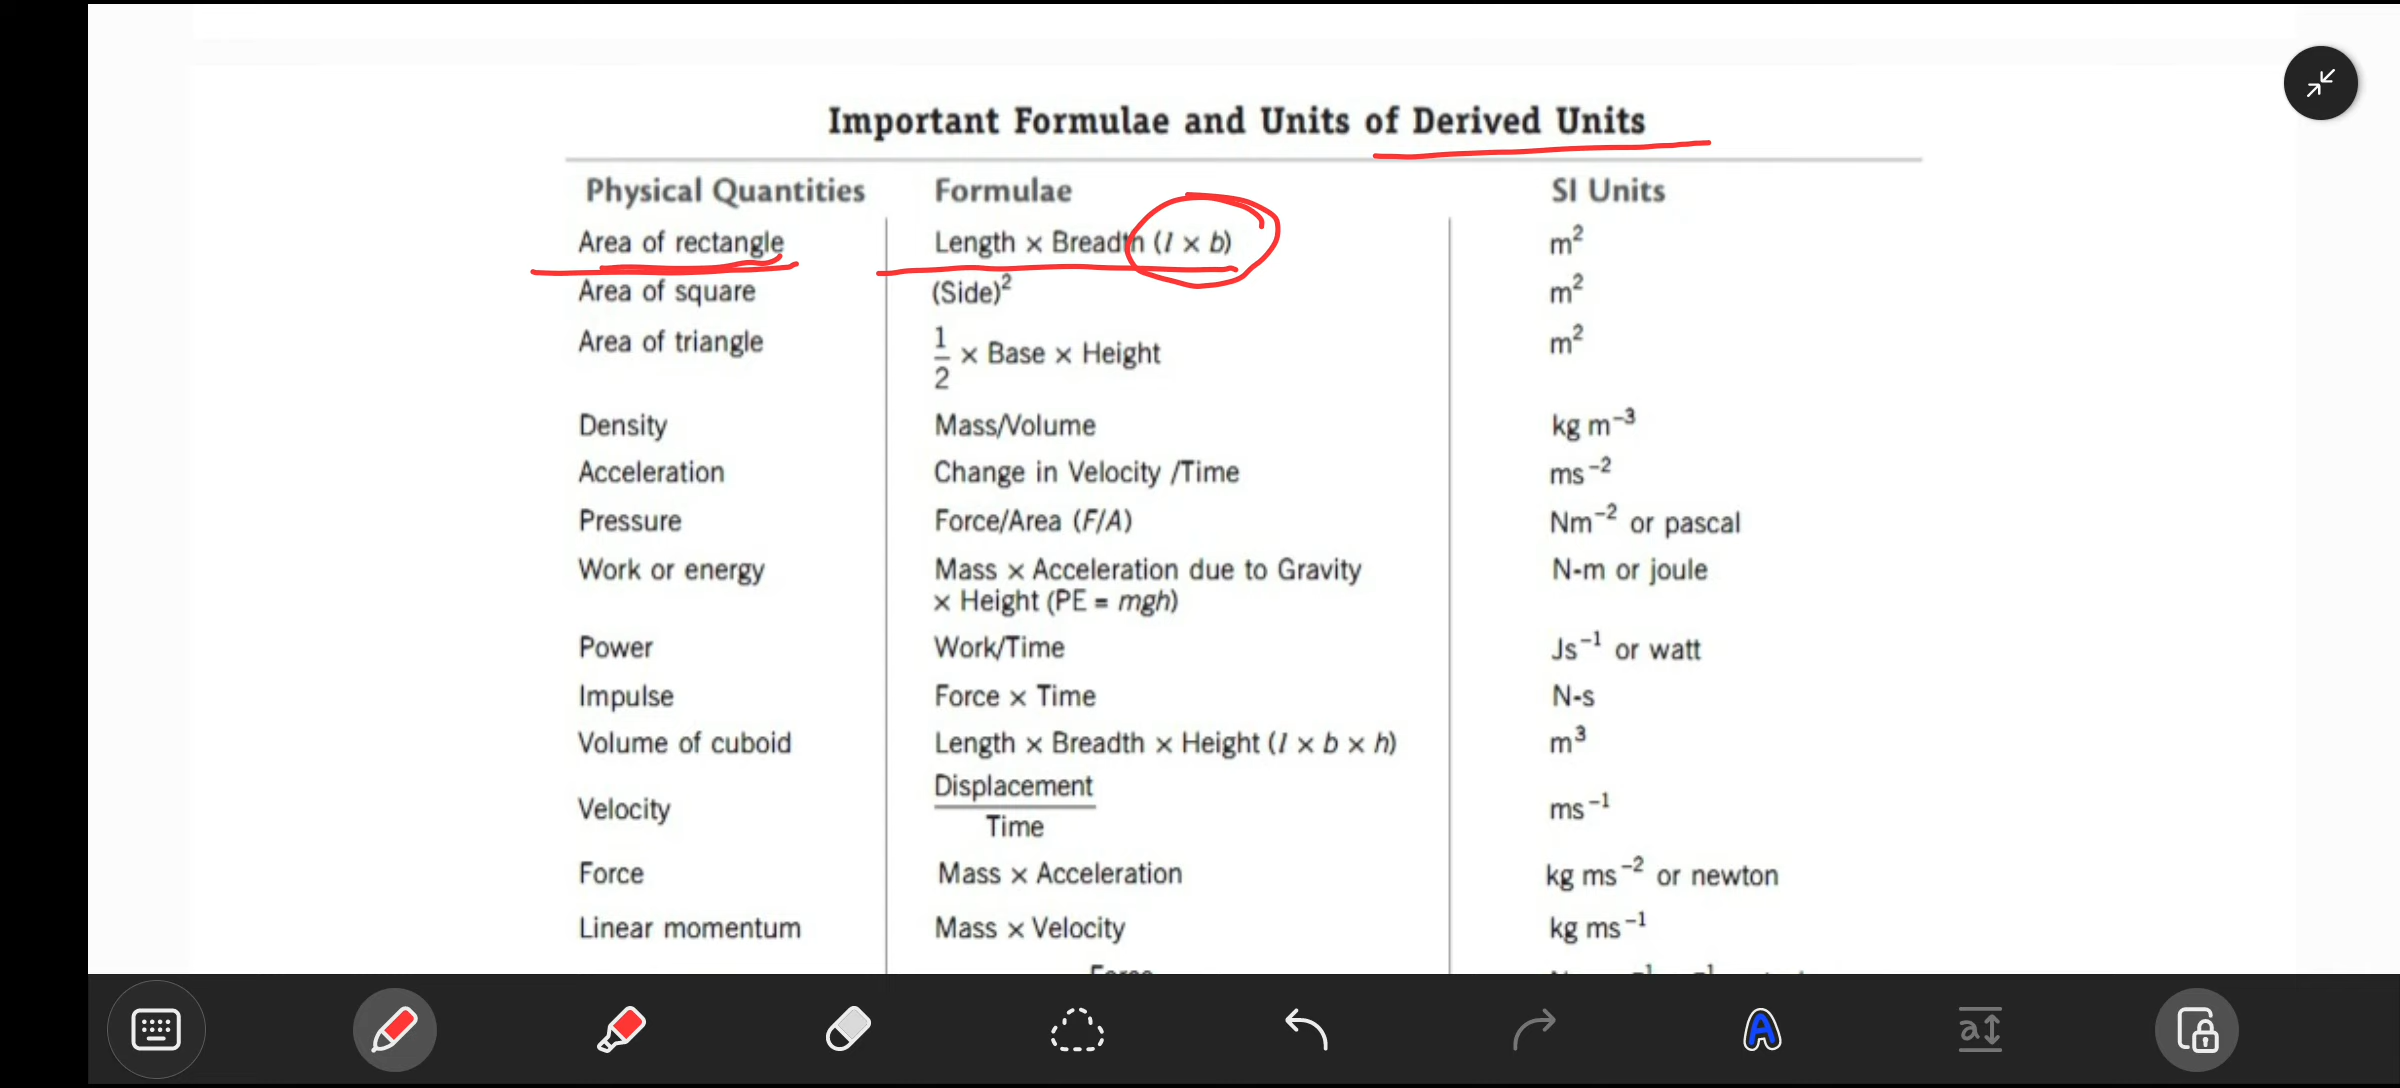 Important Formulae and Units of Derived Units
Physical Quantities Formulae SI Units
Area of rectangle Length × Breadth (l × b) m²
Area of square (Side)² m²
Area of triangle 1/2 × Base × Height m²
Density Mass/Volume kg m⁻³
Acceleration Change in Velocity /Time ms⁻²
Pressure Force/Area (F/A) Nm⁻² or pascal
Work or energy Mass × Acceleration due to Gravity N-m or joule
× Height (PE = mgh)
Power Work/Time Js⁻¹ or watt
Impulse Force × Time N-s
Volume of cuboid Length × Breadth × Height (l × b × h) m³
Velocity Displacement/Time ms⁻¹
Force Mass × Acceleration kg ms⁻² or newton
Linear momentum Mass × Velocity kg ms⁻¹
A a